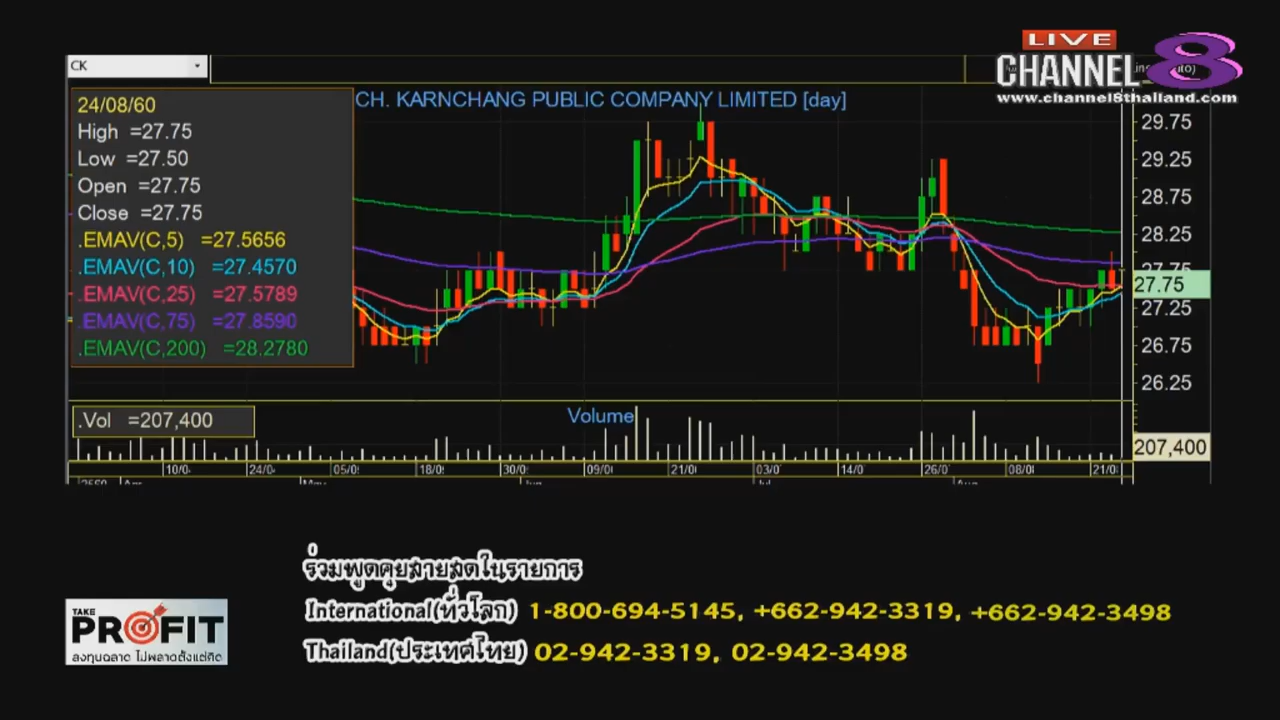 LIVE
CHANNEL 8
www.channel8thailand.com
CK
CH. KARNCHANG PUBLIC COMPANY LIMITED [day]
24/08/60
High =27.75
Low =27.50
Open =27.75
Close =27.75
.EMAV(C,5) =27.5656
.EMAV(C,10) =27.4570
.EMAV(C,25) =27.5789
.EMAV(C,75) =27.8590
.EMAV(C,200) =28.2780
29.75
29.25
28.75
28.25
27.75
27.75
27.25
26.75
26.25
.Vol =207,400
Volume
207,400
10/0 24/0 05/0 18/0 30/0 09/0 21/0 03/0 14/0 26/0 08/0 21/0
ร่วมพูดคุยสายสดในรายการ
International(ทั่วโลก) 1-800-694-5145, +662-942-3319, +662-942-3498
Thailand(ประเทศไทย) 02-942-3319, 02-942-3498
TAKE
PROFIT
ลงทุนฉลาด ไม่พลาดตั้งแต่คิด